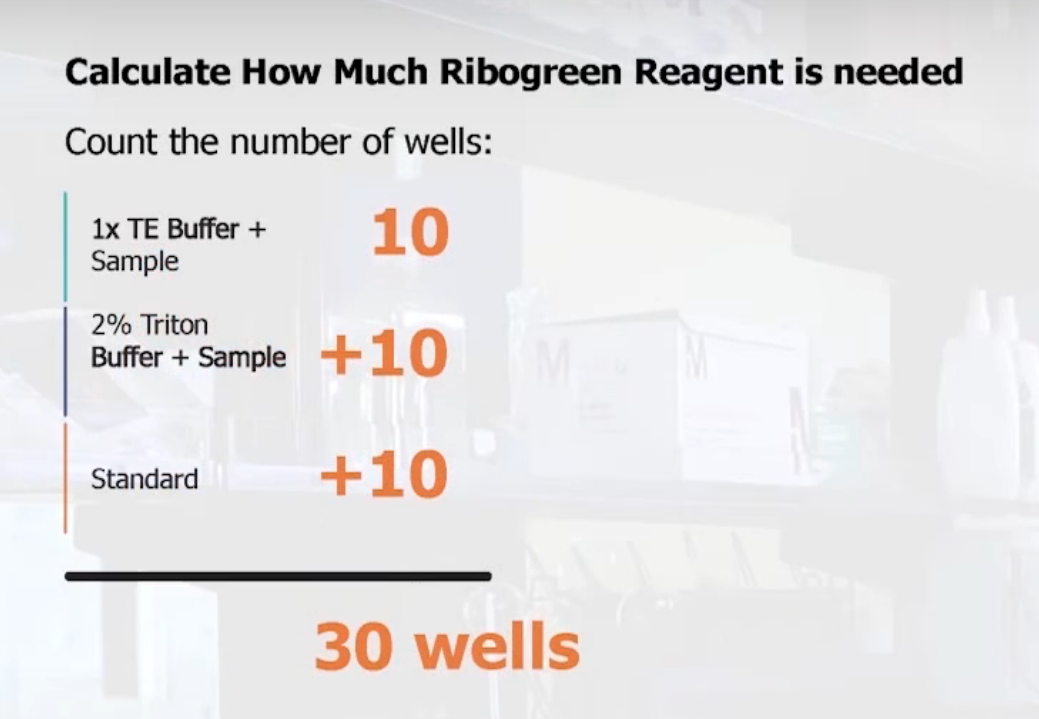 Calculate How Much Ribogreen Reagent is needed
Count the number of wells:
1x TE Buffer +
Sample
10
2% Triton
Buffer + Sample
+10
Standard
+10
30 wells
M
M